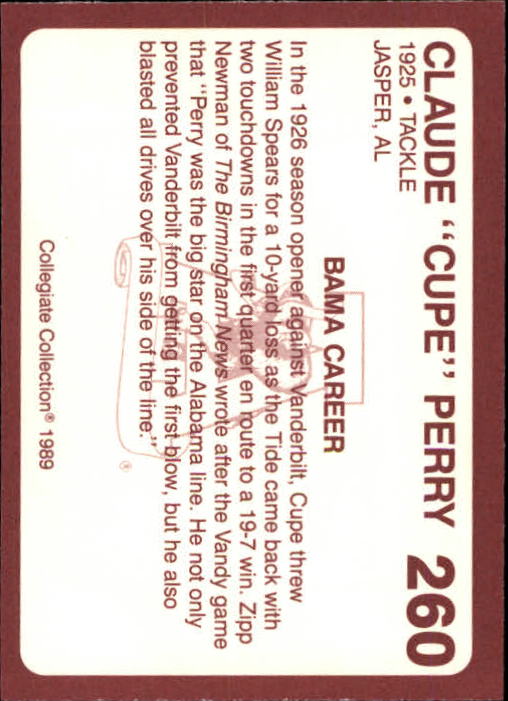 CLAUDE "CUPE" PERRY 260
1925 • TACKLE
JASPER, AL
BAMA CAREER
In the 1926 season opener against Vanderbilt, Cupe threw
William Spears for a 10-yard loss as the Tide came back with
two touchdowns in the first quarter en route to a 19-7 win. Zipp
Newman of The Birmingham News wrote after the Vandy game
that "Perry was the big star on the Alabama line. He not only
prevented Vanderbilt from getting the first blow, but he also
blasted all drives over his side of the line."
®
Collegiate Collection® 1989